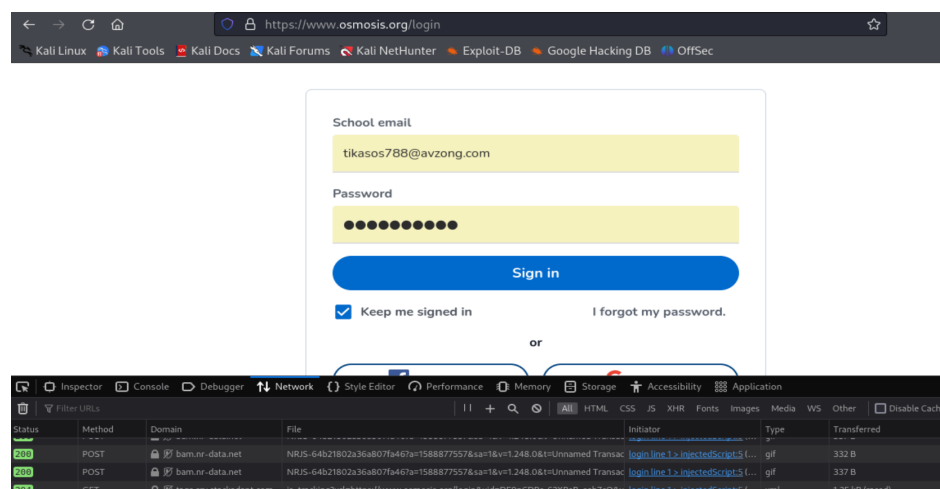 https://www.osmosis.org/login
Kali Linux Kali Tools Kali Docs Kali Forums Kali NetHunter Exploit-DB Google Hacking DB OffSec
School email
tikasos788@avzong.com
Password
Sign in
Keep me signed in I forgot my password.
or
Inspector Console Debugger Network Style Editor Performance Memory Storage Accessibility Application
Filter URLs All HTML CSS JS XHR Fonts Images Media WS Other Disable Cach
Status Method Domain File Initiator Type Transferred
200 POST bam.nr-data.net NRJS-64b21802a36a807fa46?a=1588877557&sa=1&v=1.248.0&t=Unnamed Transac login line 1 > injectedScript:5 (... gif 332 B
200 POST bam.nr-data.net NRJS-64b21802a36a807fa46?a=1588877557&sa=1&v=1.248.0&t=Unnamed Transac login line 1 > injectedScript:5 (... gif 337 B